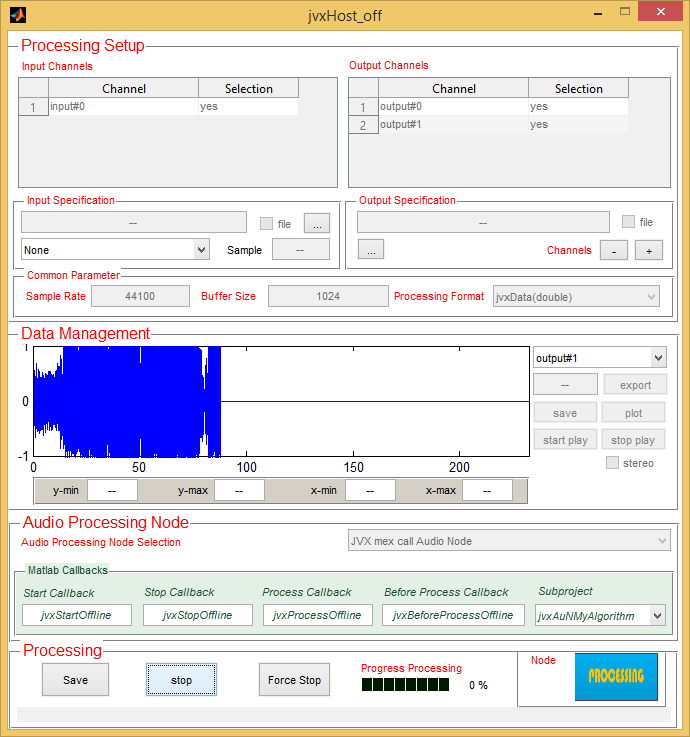 jvxHost_off
Processing Setup
Input Channels
Output Channels
Channel Selection
1 input#0 yes
Channel Selection
1 output#0 yes
2 output#1 yes
Input Specification
-- file ...
None Sample --
Output Specification
-- file
... Channels - +
Common Parameter
Sample Rate 44100 Buffer Size 1024 Processing Format jvxData(double)
Data Management
1
0
-1
0 50 100 150 200
output#1
-- export
save plot
start play stop play
stereo
y-min -- y-max -- x-min -- x-max --
Audio Processing Node
Audio Processing Node Selection JVX mex call Audio Node
Matlab Callbacks
Start Callback Stop Callback Process Callback Before Process Callback Subproject
jvxStartOffline jvxStopOffline jvxProcessOffline jvxBeforeProcessOffline jvxAuNMyAlgorithm
Processing
Save stop Force Stop
Progress Processing
0 %
Node
PROCESSING